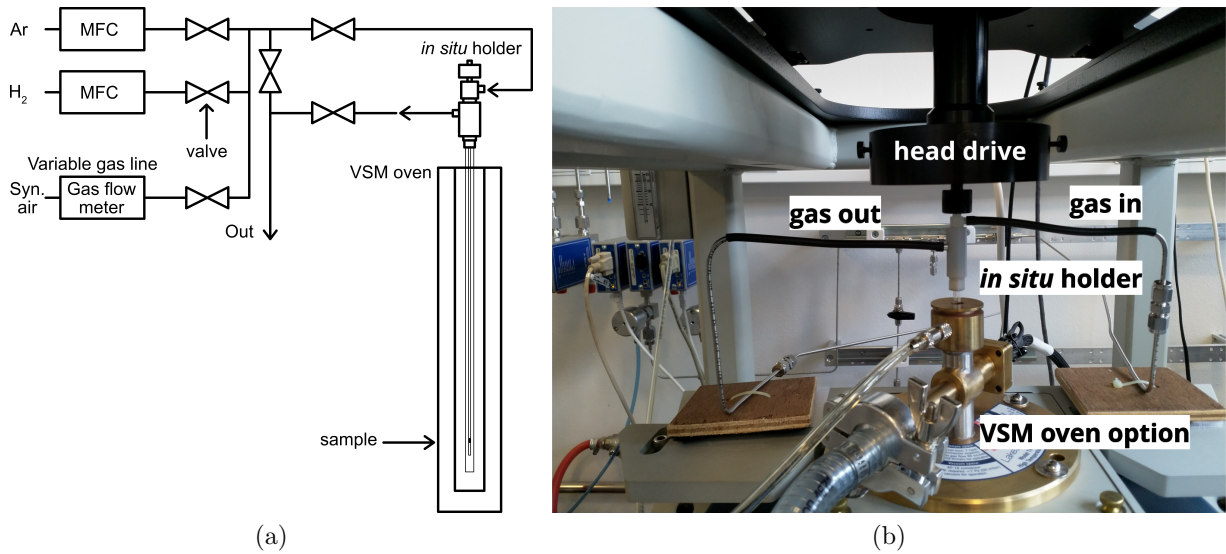 Ar
MFC
in situ holder
H2
MFC
valve
Variable gas line
VSM oven
Syn.
air
Gas flow
meter
Out
sample
(a)
head drive
gas out
gas in
in situ holder
VSM oven option
(b)